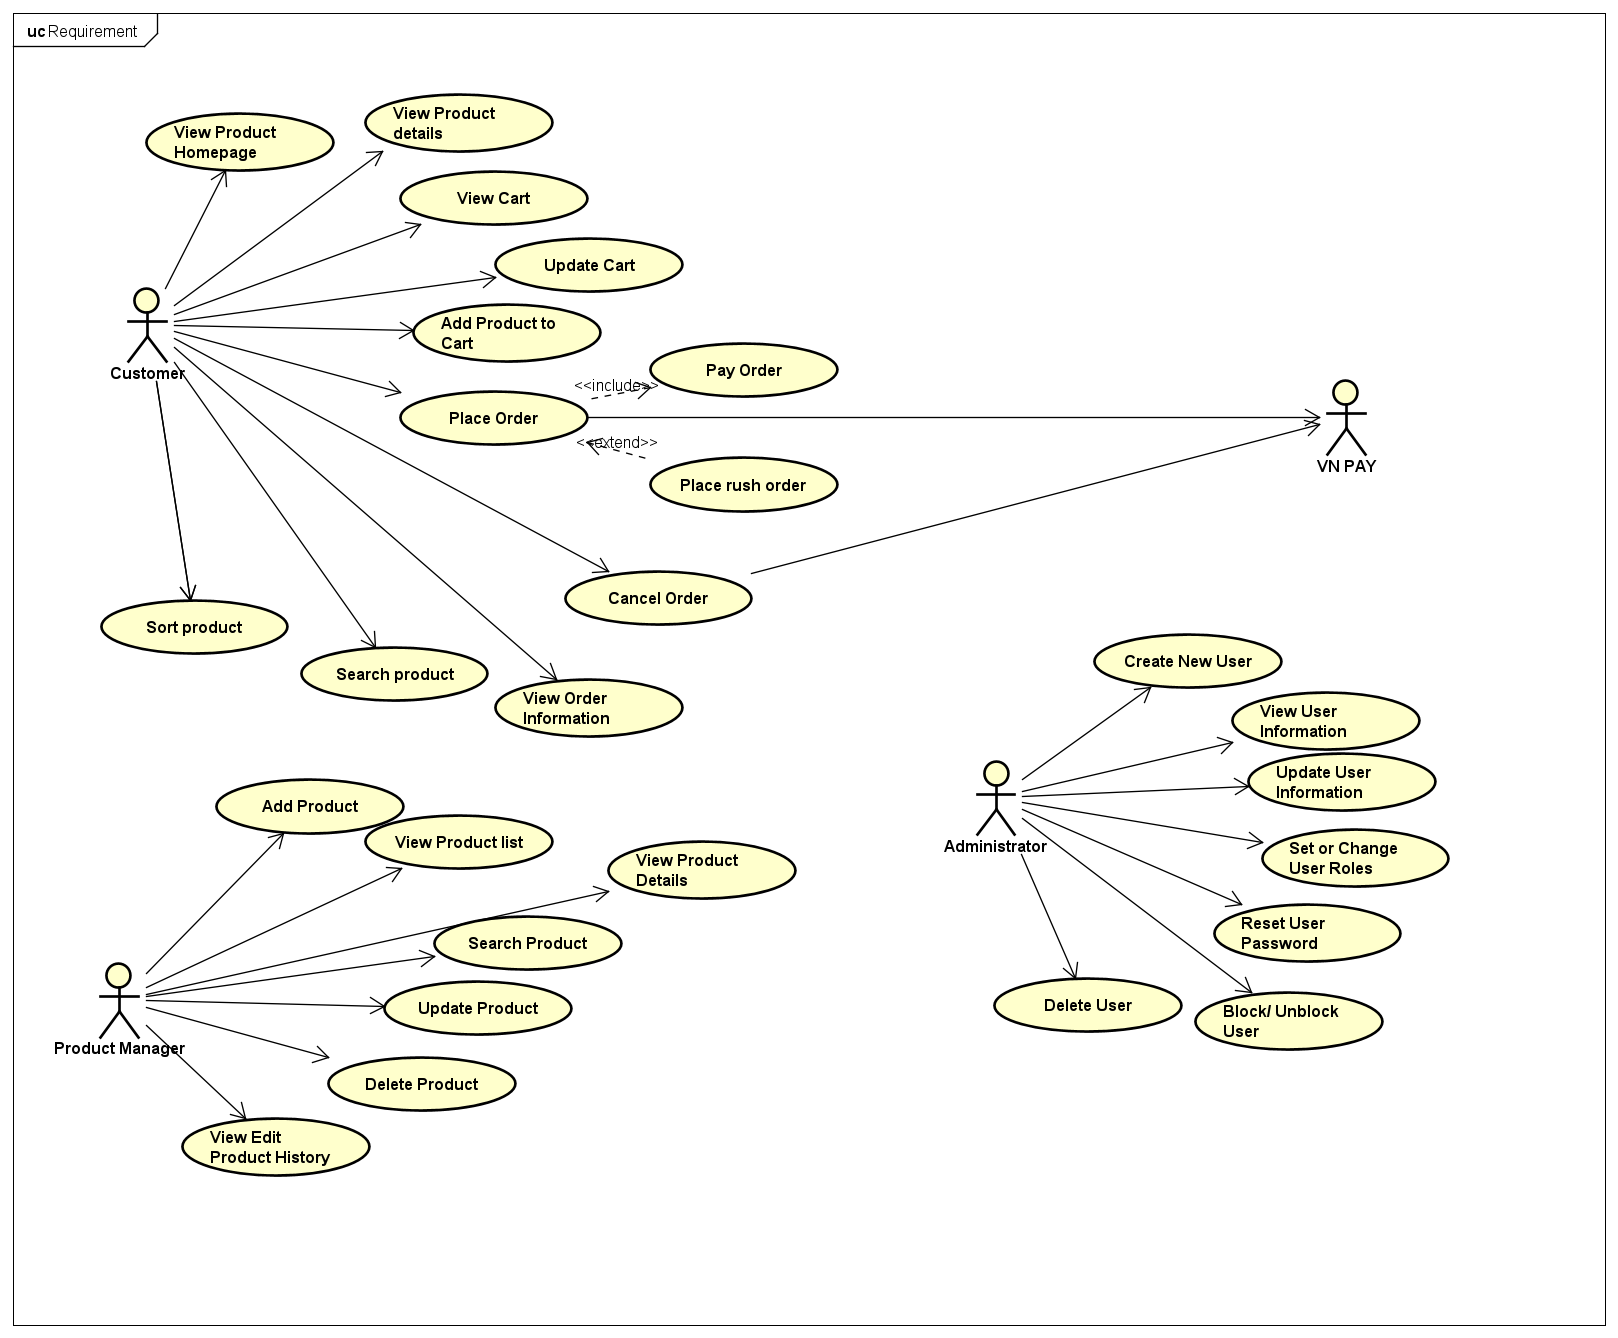 uc Requirement
View Product
details
View Product
Homepage
View Cart
Update Cart
Add Product to
Cart
Customer
Pay Order
<<include>>
Place Order
<<extend>>
VN PAY
Place rush order
Cancel Order
Sort product
Search product
View Order
Information
Create New User
View User
Information
Update User
Information
Administrator
Set or Change
User Roles
Reset User
Password
Delete User
Block/ Unblock
User
Add Product
View Product list
View Product
Details
Search Product
Update Product
Product Manager
Delete Product
View Edit
Product History